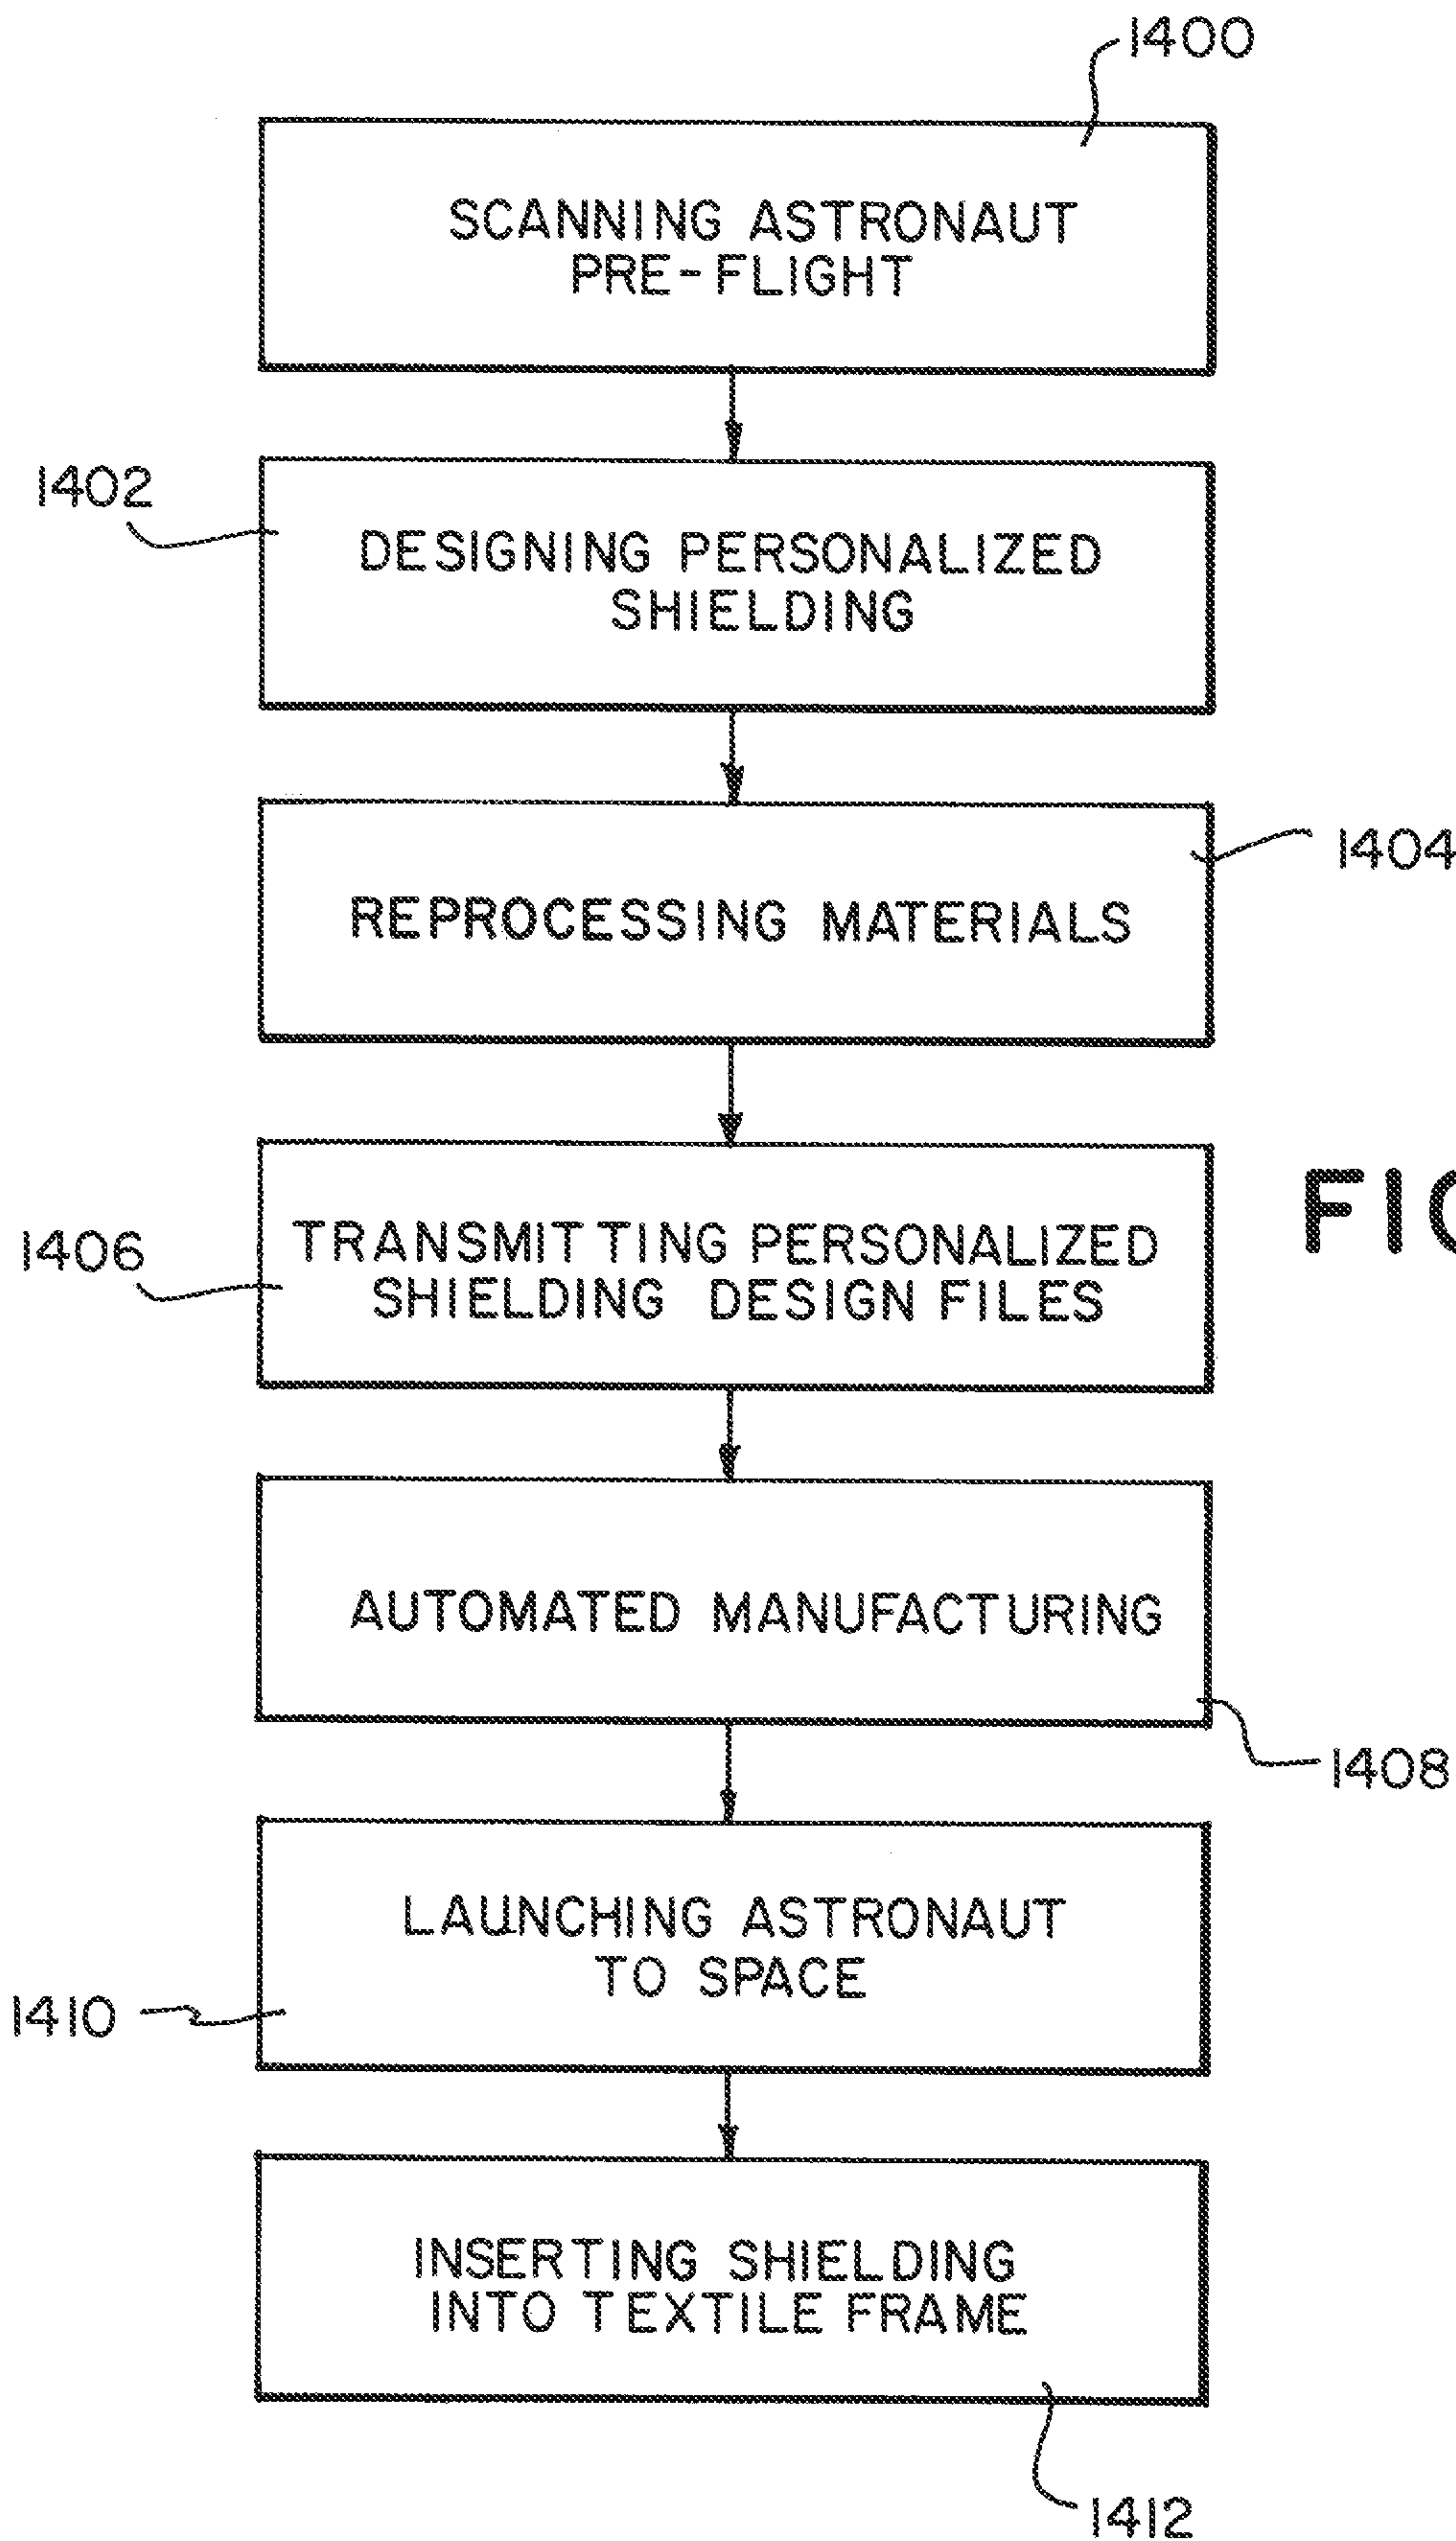 1400
SCANNING ASTRONAUT
PRE-FLIGHT
1402
DESIGNING PERSONALIZED
SHIELDING
1404
REPROCESSING MATERIALS
1406
TRANSMITTING PERSONALIZED
SHIELDING DESIGN FILES
AUTOMATED MANUFACTURING
1408
LAUNCHING ASTRONAUT
TO SPACE
1410
INSERTING SHIELDING
INTO TEXTILE FRAME
1412